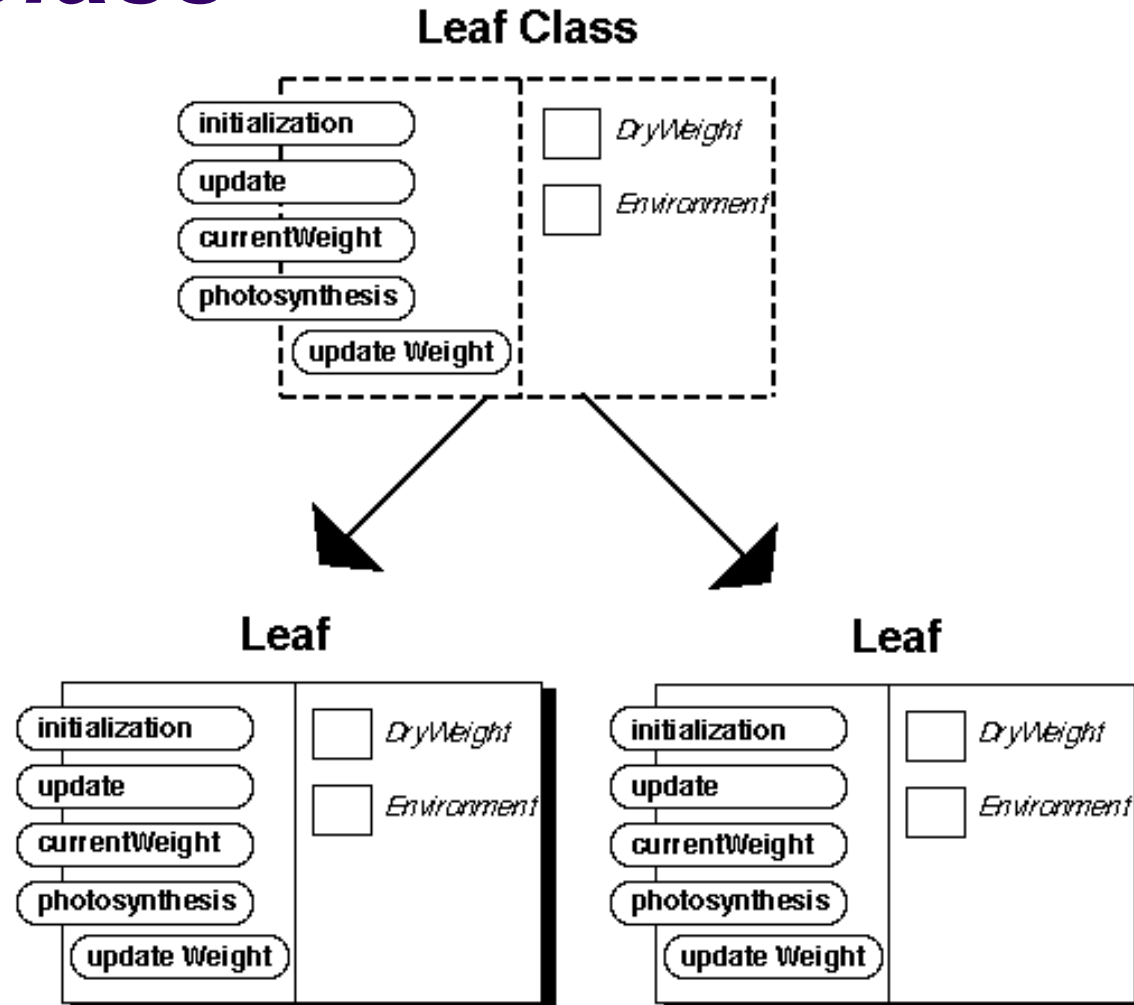 Leaf Class
initialization
DryWeight
update
Environment
currentWeight
photosynthesis
update Weight
Leaf
Leaf
initialization
DryWeight
update
Environment
currentWeight
photosynthesis
update Weight
initialization
DryWeight
update
Environment
currentWeight
photosynthesis
update Weight